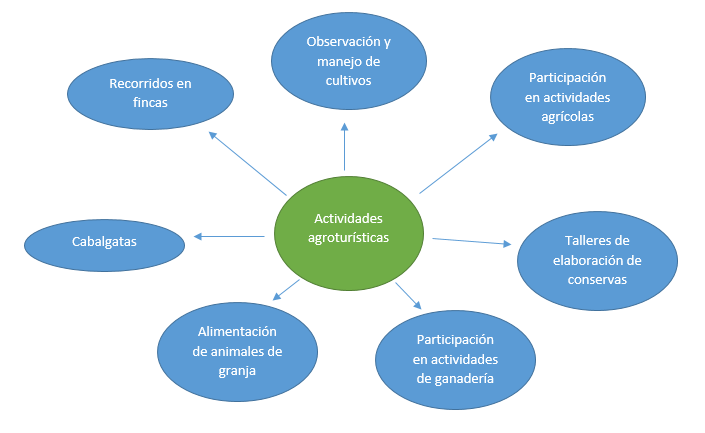 Observación y
manejo de
cultivos
Recorridos en
fincas
Participación
en actividades
agrícolas
Actividades
agroturísticas
Cabalgatas
Talleres de
elaboración de
conservas
Alimentación
de animales de
granja
Participación
en actividades
de ganadería